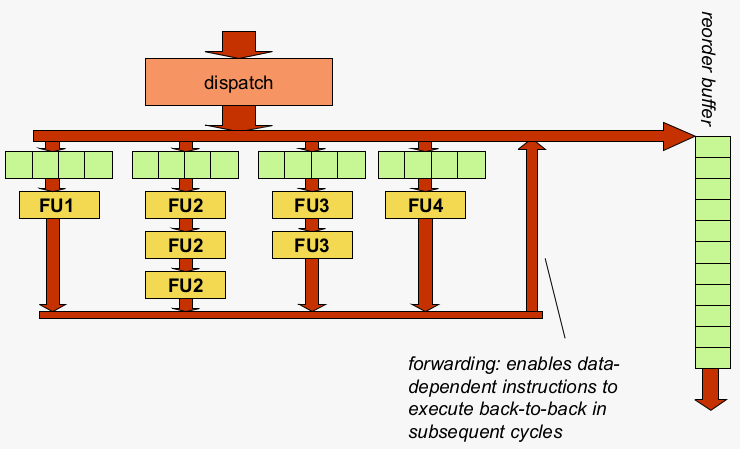 reorder buffer
dispatch
FU1 FU2 FU3 FU4
FU2 FU3
FU2
forwarding: enables data-
dependent instructions to
execute back-to-back in
subsequent cycles